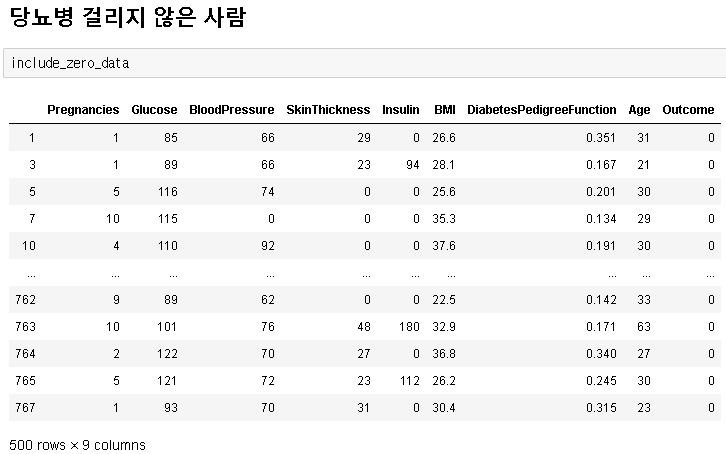 당뇨병 걸리지 않은 사람
include_zero_data
Pregnancies Glucose BloodPressure SkinThickness Insulin BMI DiabetesPedigreeFunction Age Outcome
1 1 85 66 29 0 26.6 0.351 31 0
3 1 89 66 23 94 28.1 0.167 21 0
5 5 116 74 0 0 25.6 0.201 30 0
7 10 115 0 0 0 35.3 0.134 29 0
10 4 110 92 0 0 37.6 0.191 30 0
... ... ... ... ... ... ... ... ... ...
762 9 89 62 0 0 22.5 0.142 33 0
763 10 101 76 48 180 32.9 0.171 63 0
764 2 122 70 27 0 36.8 0.340 27 0
765 5 121 72 23 112 26.2 0.245 30 0
767 1 93 70 31 0 30.4 0.315 23 0
500 rows × 9 columns